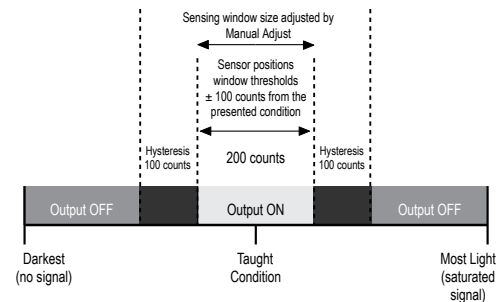 Sensing window size adjusted by
Manual Adjust
Sensor positions
window thresholds
± 100 counts from the
presented condition
Hysteresis
100 counts
200 counts
Hysteresis
100 counts
Output OFF
Output ON
Output OFF
Darkest
(no signal)
Taught
Condition
Most Light
(saturated
signal)